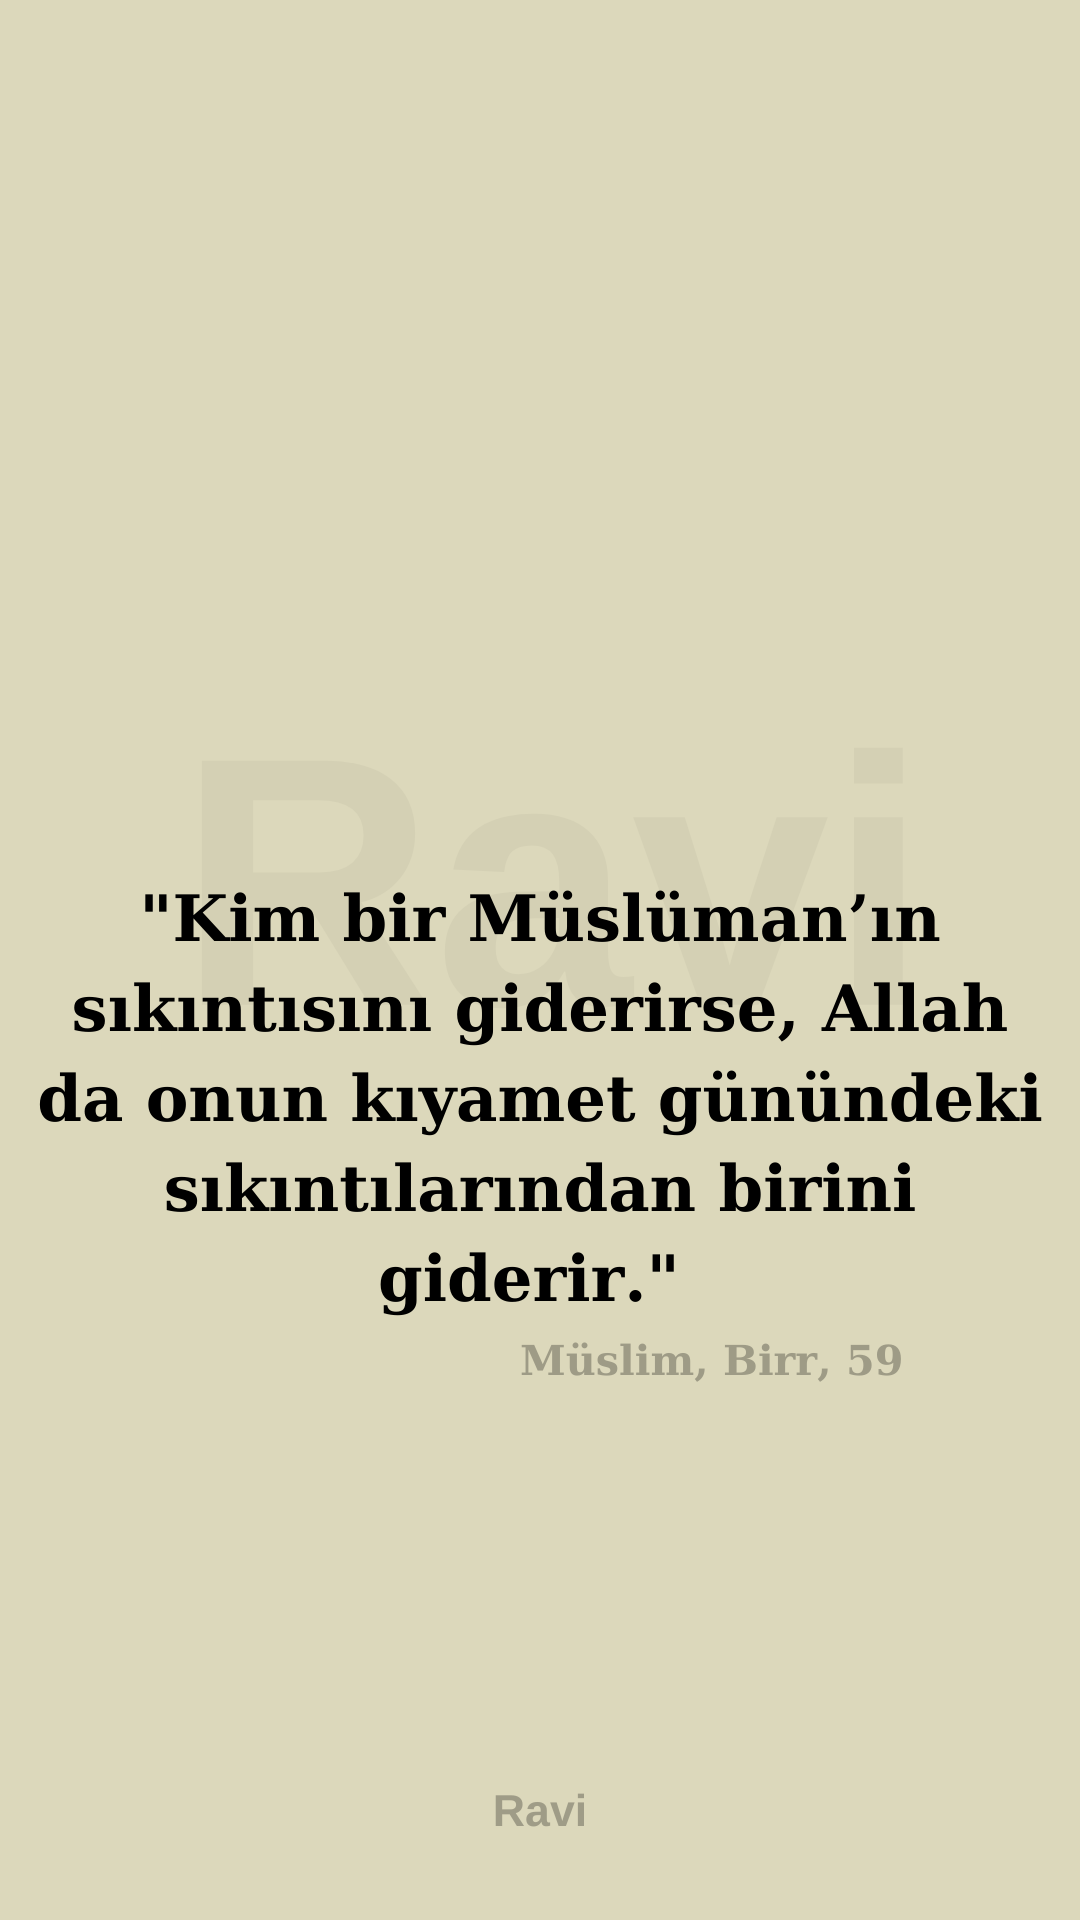 Ravi
"Kim bir Müslüman’ın
sıkıntısını giderirse, Allah
da onun kıyamet günündeki
sıkıntılarından birini
giderir."
Müslim, Birr, 59
Ravi